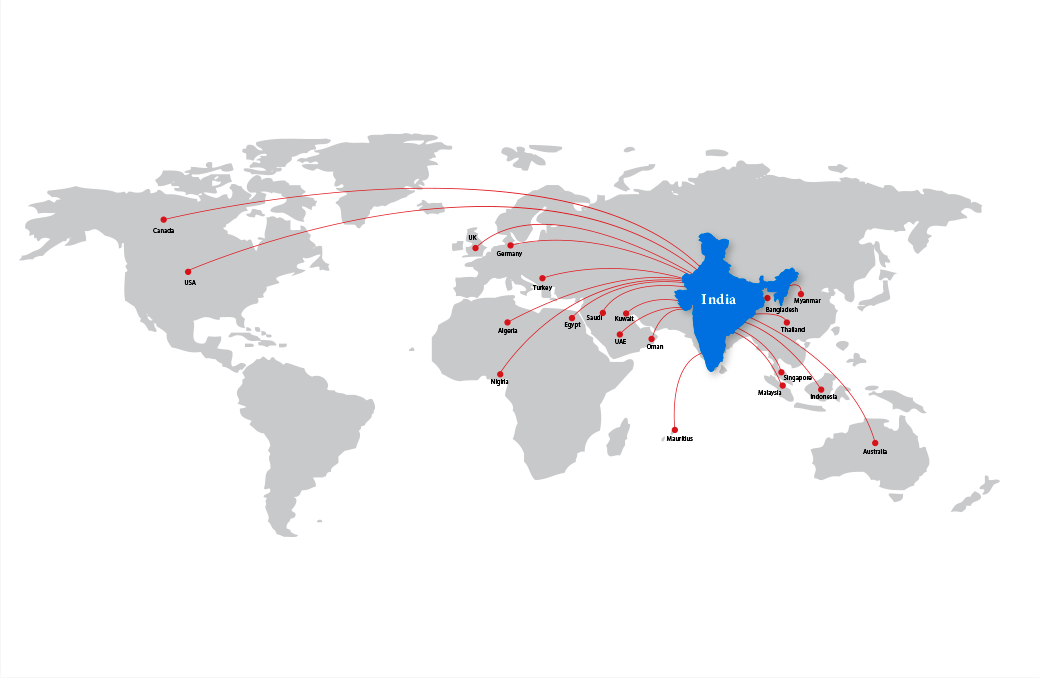 Canada
UK
Germany
USA
Turkey
India
Myanmar
Bangladesh
Algeria
Egypt
Saudi
Kuwait
Thailand
UAE
Oman
Nigiria
Singapore
Malaysia
Indonesia
Mauritius
Australia